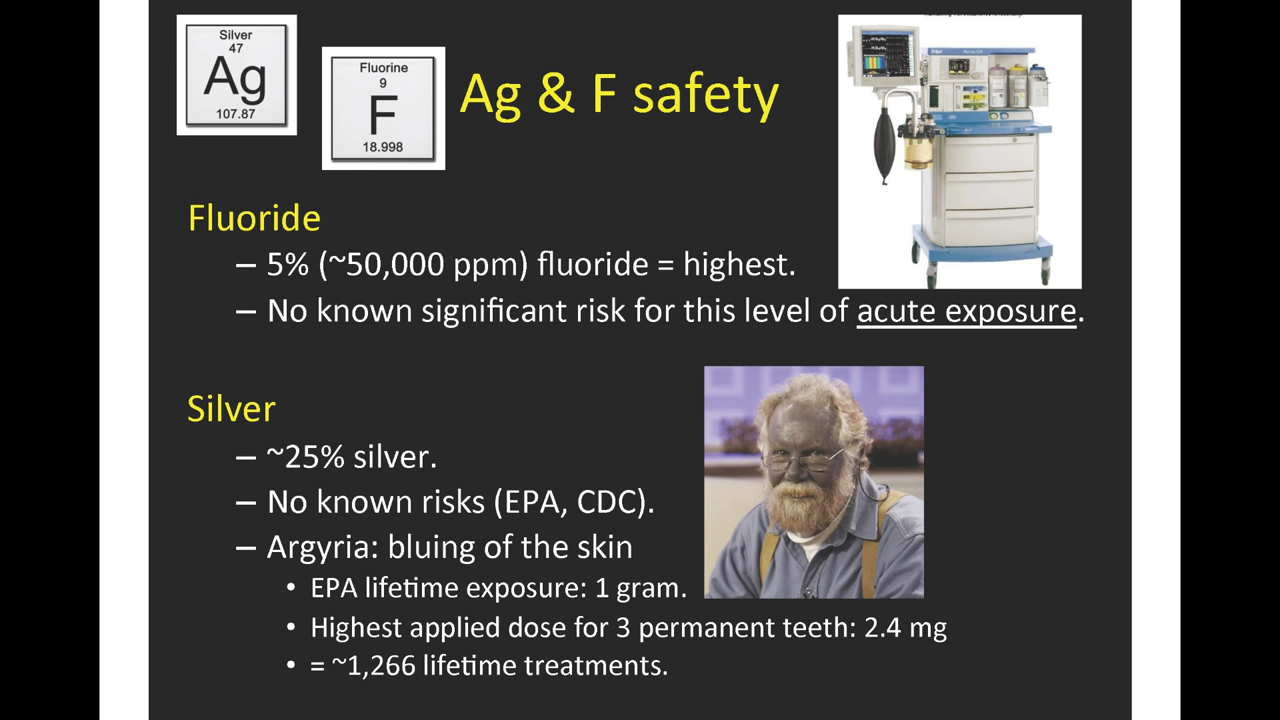 Silver
47
Ag
107.87
Fluorine
9
F
18.998
Ag & F safety
Fluoride
– 5% (~50,000 ppm) fluoride = highest.
– No known significant risk for this level of acute exposure.
Silver
– ~25% silver.
– No known risks (EPA, CDC).
– Argyria: bluing of the skin
• EPA lifetime exposure: 1 gram.
• Highest applied dose for 3 permanent teeth: 2.4 mg
• = ~1,266 lifetime treatments.